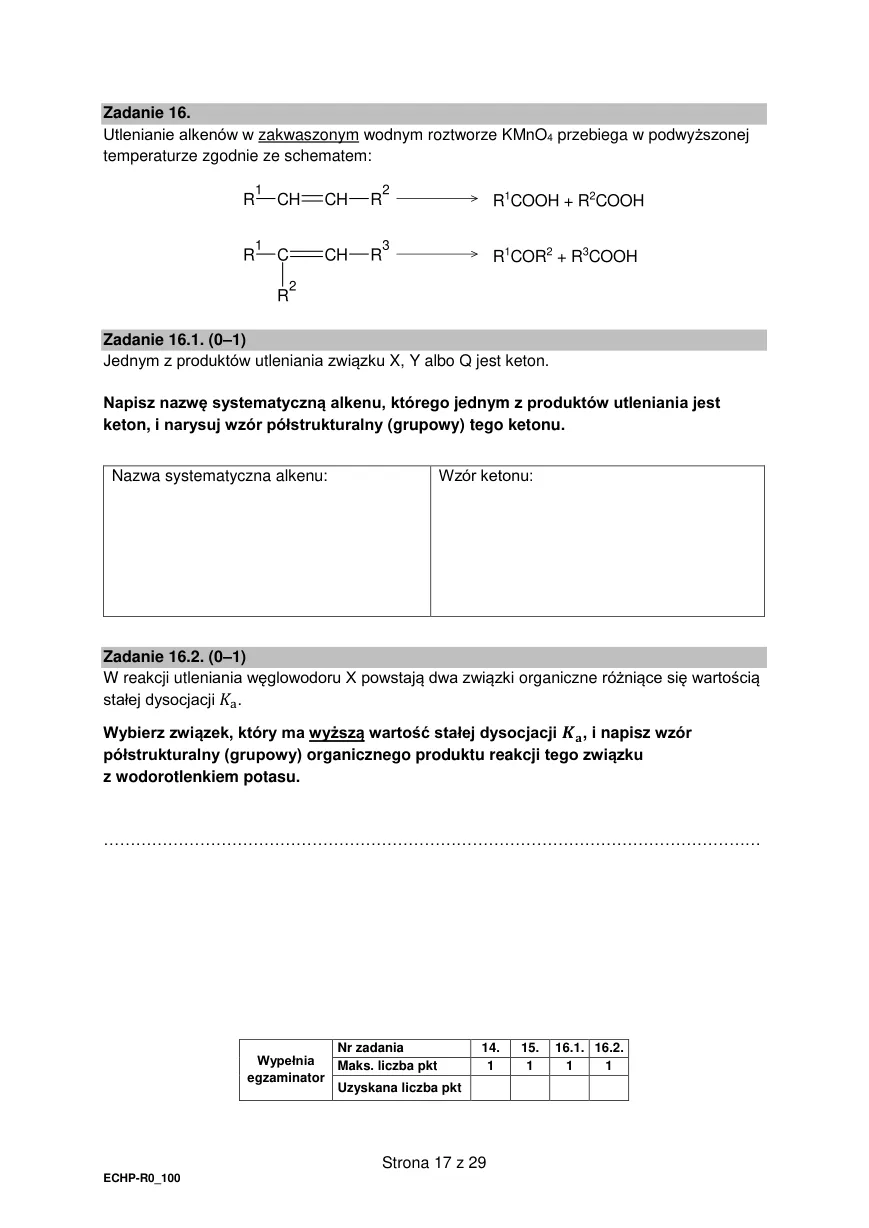 Zadanie 16.
Utlenianie alkenów w zakwaszonym wodnym roztworze KMnO₄ przebiega w podwyższonej
temperaturze zgodnie ze schematem:
R¹ CH CH R² R¹COOH + R²COOH
R¹ C CH R³ R¹COR² + R³COOH
R²
Zadanie 16.1. (0–1)
Jednym z produktów utleniania związku X, Y albo Q jest keton.
Napisz nazwę systematyczną alkenu, którego jednym z produktów utleniania jest
keton, i narysuj wzór półstrukturalny (grupowy) tego ketonu.
Nazwa systematyczna alkenu: Wzór ketonu:
Zadanie 16.2. (0–1)
W reakcji utleniania węglowodoru X powstają dwa związki organiczne różniące się wartością
stałej dysocjacji Kₐ.
Wybierz związek, który ma wyższą wartość stałej dysocjacji Kₐ, i napisz wzór
półstrukturalny (grupowy) organicznego produktu reakcji tego związku
z wodorotlenkiem potasu.
Wypełnia
egzaminator
Nr zadania 14. 15. 16.1. 16.2.
Maks. liczba pkt 1 1 1 1
Uzyskana liczba pkt
Strona 17 z 29
ECHP-R0_100